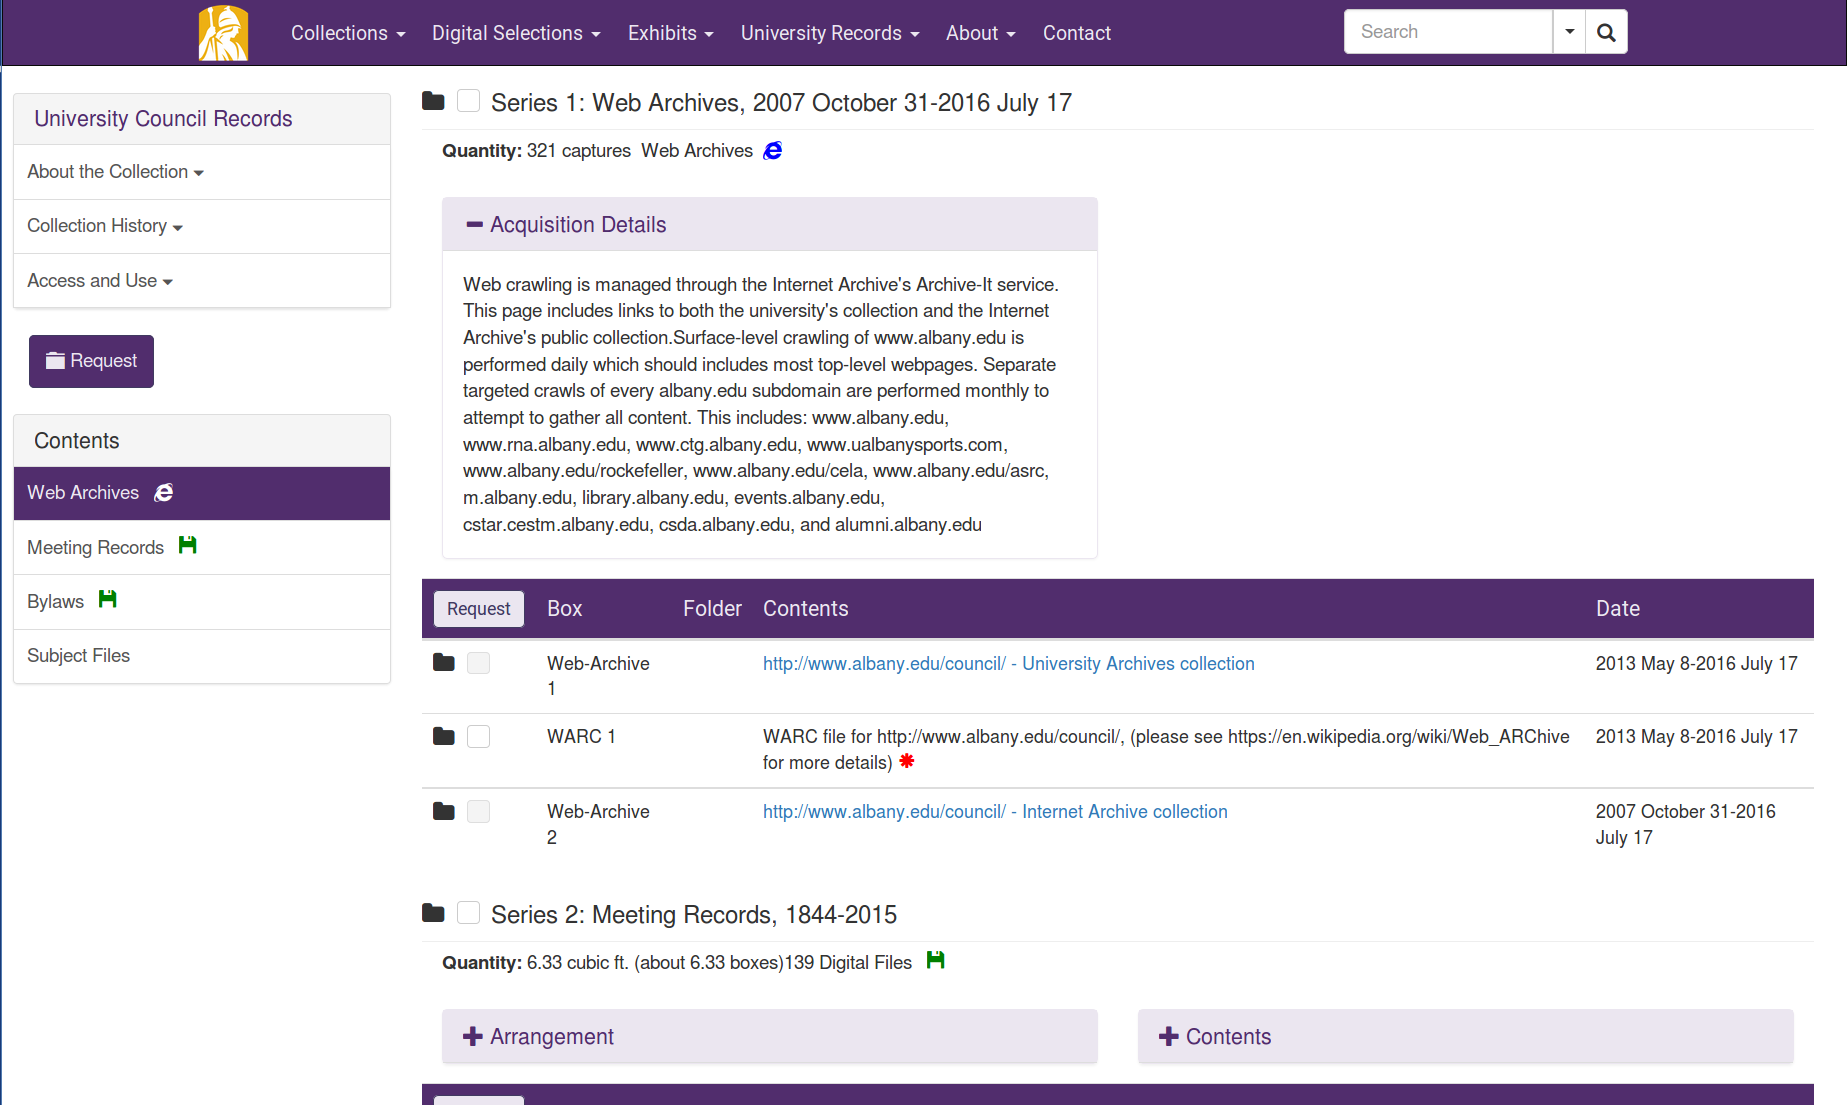 Collections
Digital Selections
Exhibits
University Records
About
Contact
Search
University Council Records
About the Collection
Collection History
Access and Use
Request
Contents
Web Archives
Meeting Records
Bylaws
Subject Files
Series 1: Web Archives, 2007 October 31-2016 July 17
Quantity: 321 captures Web Archives
Acquisition Details
Web crawling is managed through the Internet Archive's Archive-It service.
This page includes links to both the university's collection and the Internet
Archive's public collection.Surface-level crawling of www.albany.edu is
performed daily which should includes most top-level webpages. Separate
targeted crawls of every albany.edu subdomain are performed monthly to
attempt to gather all content. This includes: www.albany.edu,
www.rna.albany.edu, www.ctg.albany.edu, www.ualbanysports.com,
www.albany.edu/rockefeller, www.albany.edu/cela, www.albany.edu/asrc,
m.albany.edu, library.albany.edu, events.albany.edu,
cstar.cestm.albany.edu, csda.albany.edu, and alumni.albany.edu
Request Box Folder Contents Date
Web-Archive http://www.albany.edu/council/ - University Archives collection 2013 May 8-2016 July 17
1
WARC 1 WARC file for http://www.albany.edu/council/, (please see https://en.wikipedia.org/wiki/Web_ARChive 2013 May 8-2016 July 17
for more details)
Web-Archive http://www.albany.edu/council/ - Internet Archive collection 2007 October 31-2016
2 July 17
Series 2: Meeting Records, 1844-2015
Quantity: 6.33 cubic ft. (about 6.33 boxes)139 Digital Files
Arrangement
Contents